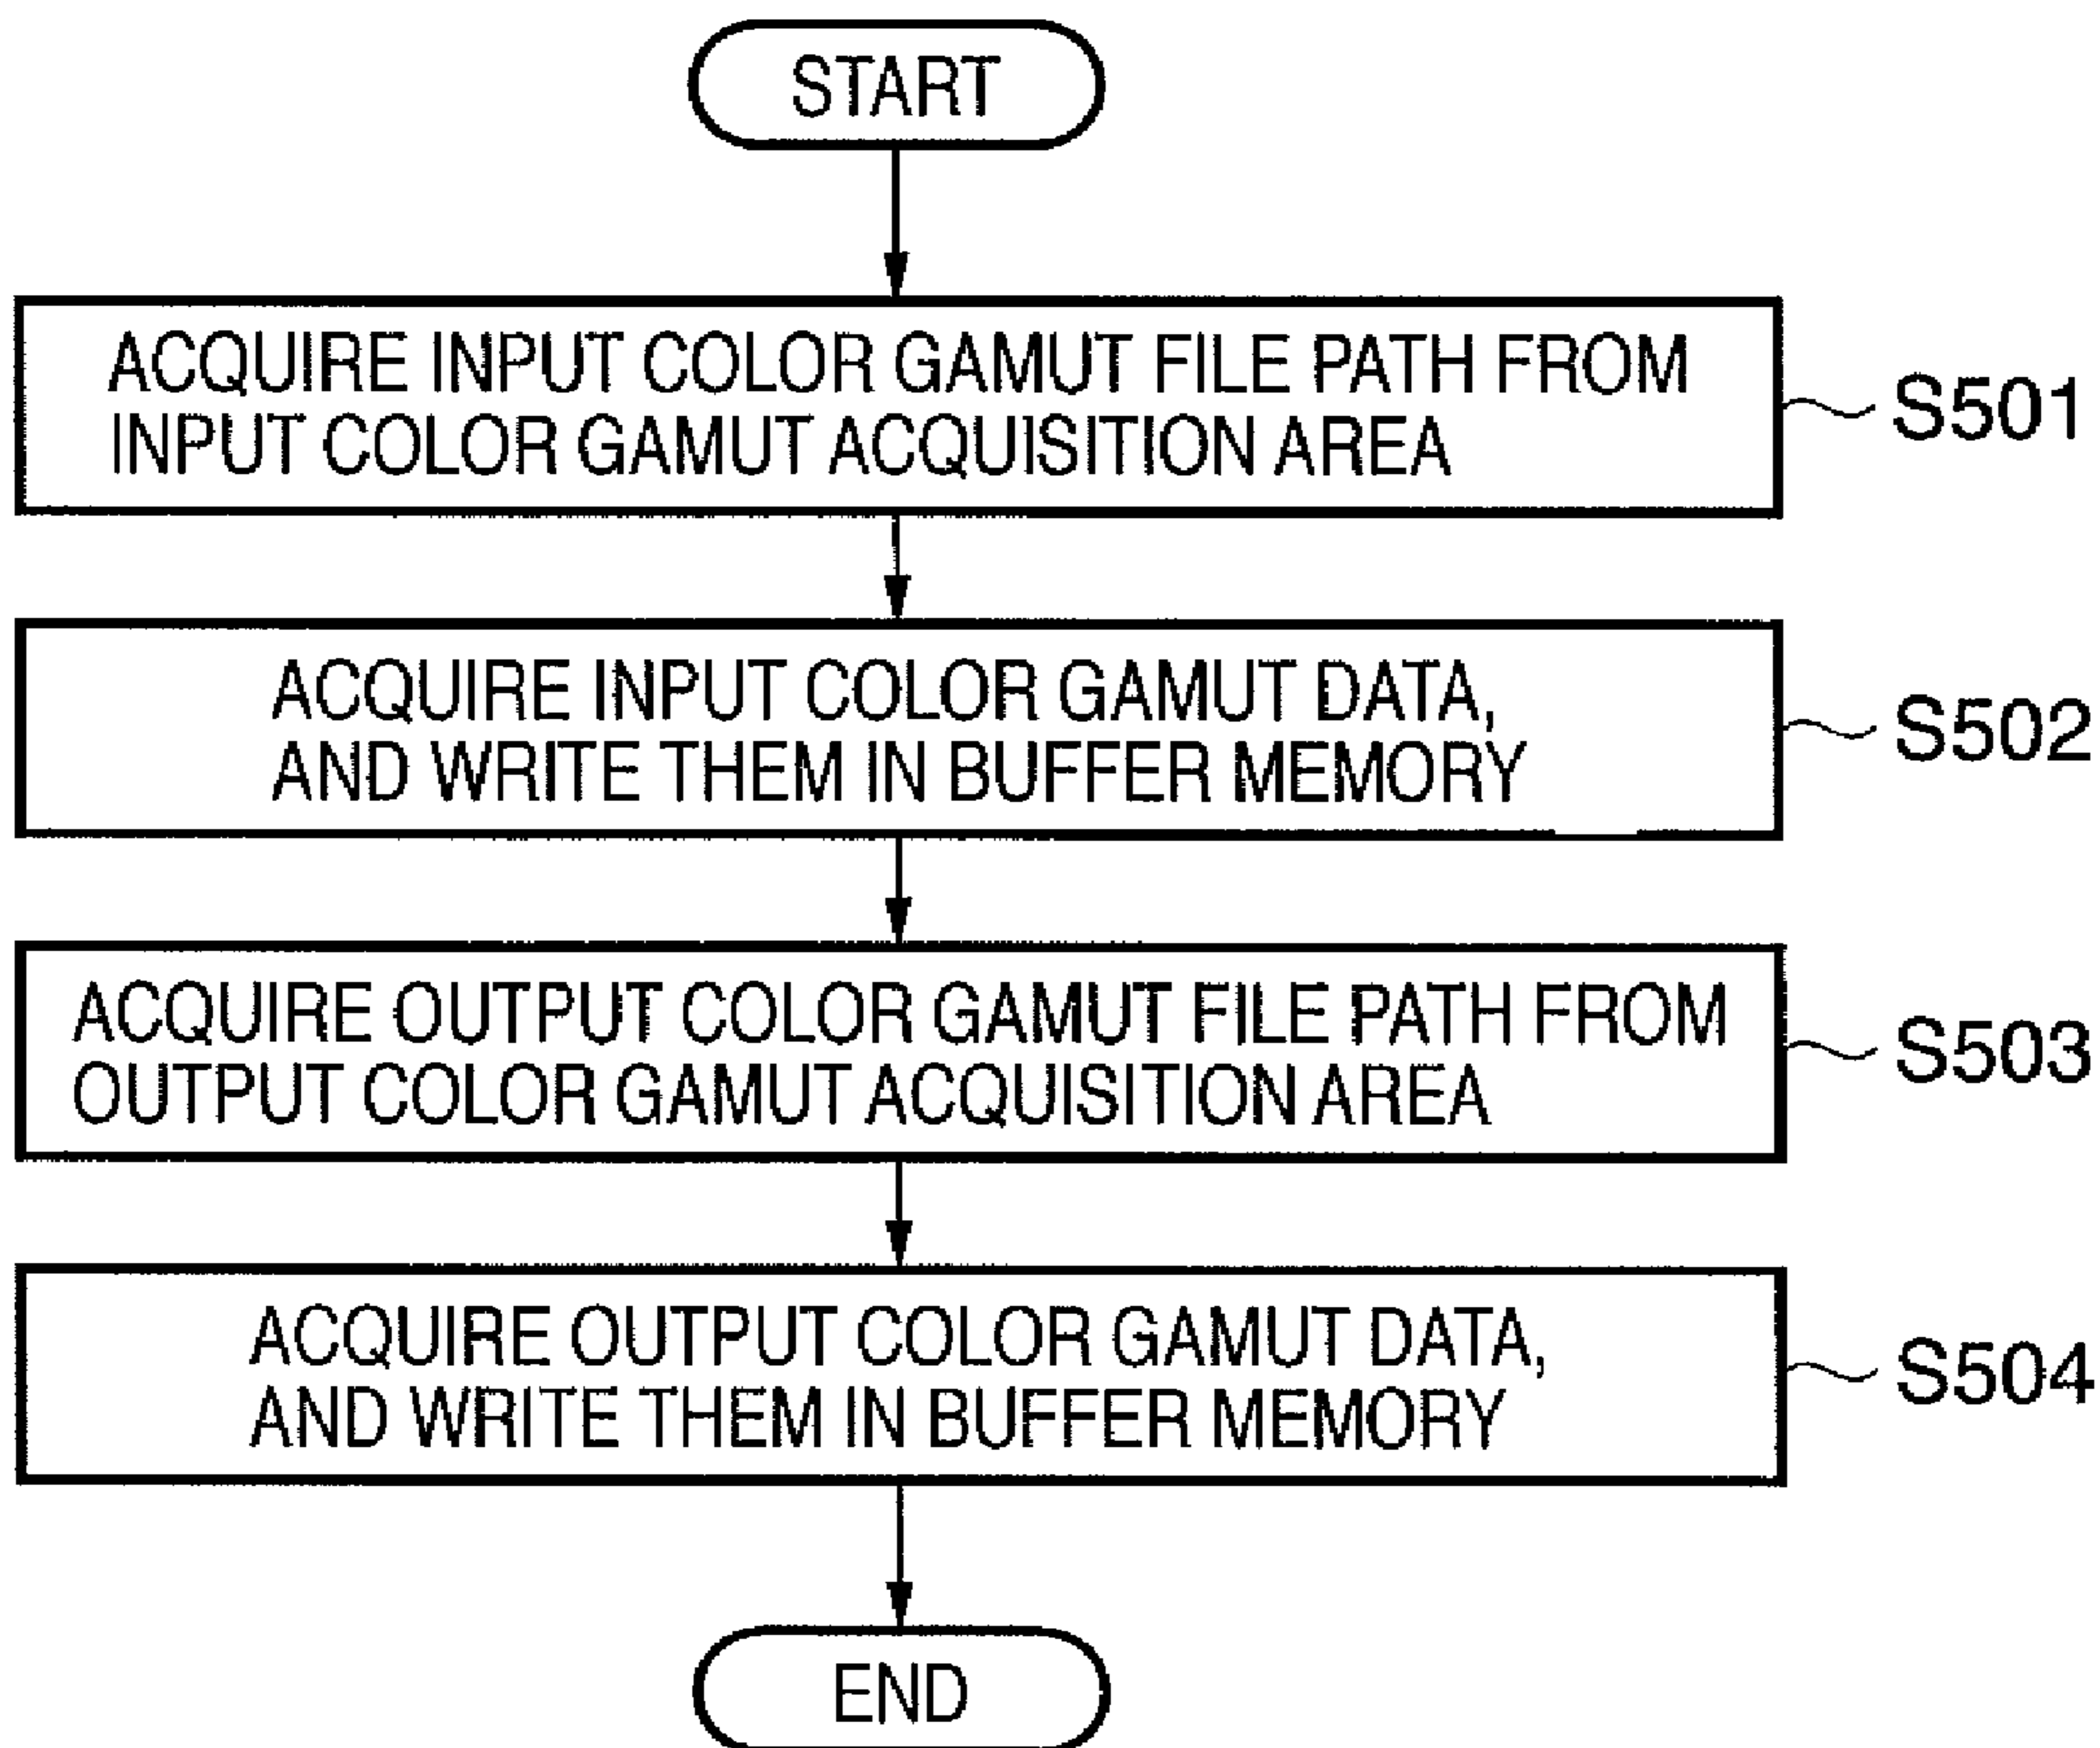 START
ACQUIRE INPUT COLOR GAMUT FILE PATH FROM
INPUT COLOR GAMUT ACQUISITION AREA
S501
ACQUIRE INPUT COLOR GAMUT DATA,
AND WRITE THEM IN BUFFER MEMORY
S502
ACQUIRE OUTPUT COLOR GAMUT FILE PATH FROM
OUTPUT COLOR GAMUT ACQUISITION AREA
S503
ACQUIRE OUTPUT COLOR GAMUT DATA,
AND WRITE THEM IN BUFFER MEMORY
S504
END